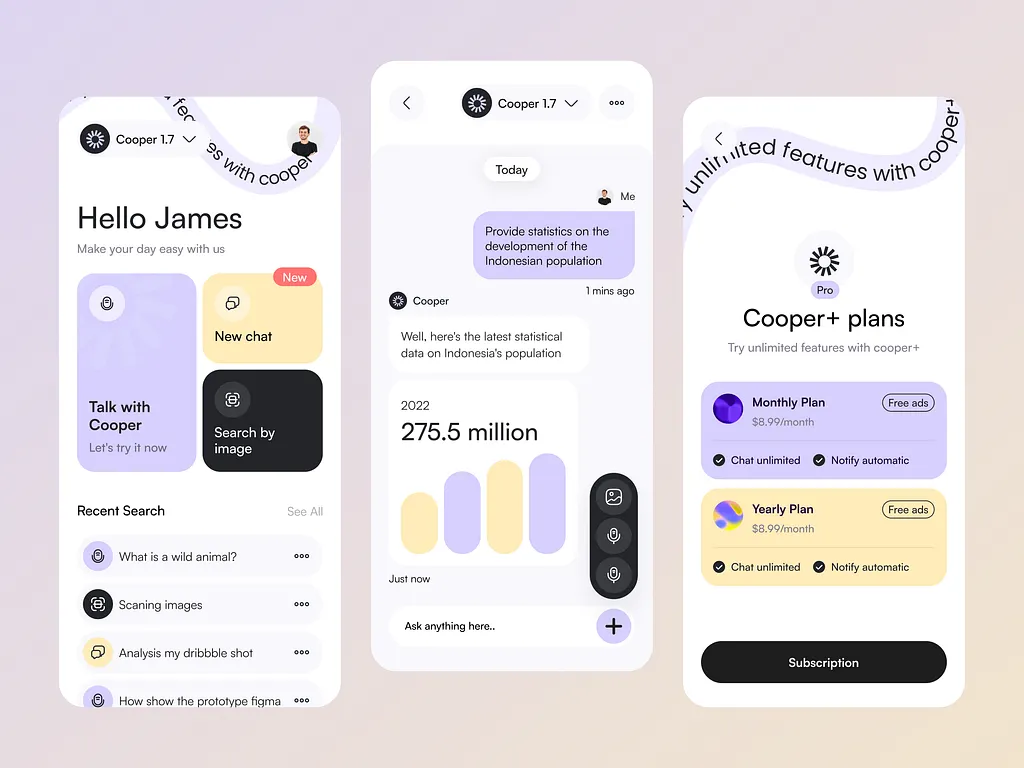 fea
es with cooper
Cooper 1.7
Hello James
Make your day easy with us
Talk with
Cooper
Let's try it now
New
New chat
Search by
image
Recent Search
See All
What is a wild animal?
Scaning images
Analysis my dribbble shot
How show the prototype figma
Cooper 1.7
Today
Me
Provide statistics on the
development of the
Indonesian population
1 mins ago
Cooper
Well, here's the latest statistical
data on Indonesia's population
2022
275.5 million
Just now
Ask anything here..
ry unlimited features with cooper+
Pro
Cooper+ plans
Try unlimited features with cooper+
Monthly Plan
Free ads
$8.99/month
Chat unlimited
Notify automatic
Yearly Plan
Free ads
$8.99/month
Chat unlimited
Notify automatic
Subscription